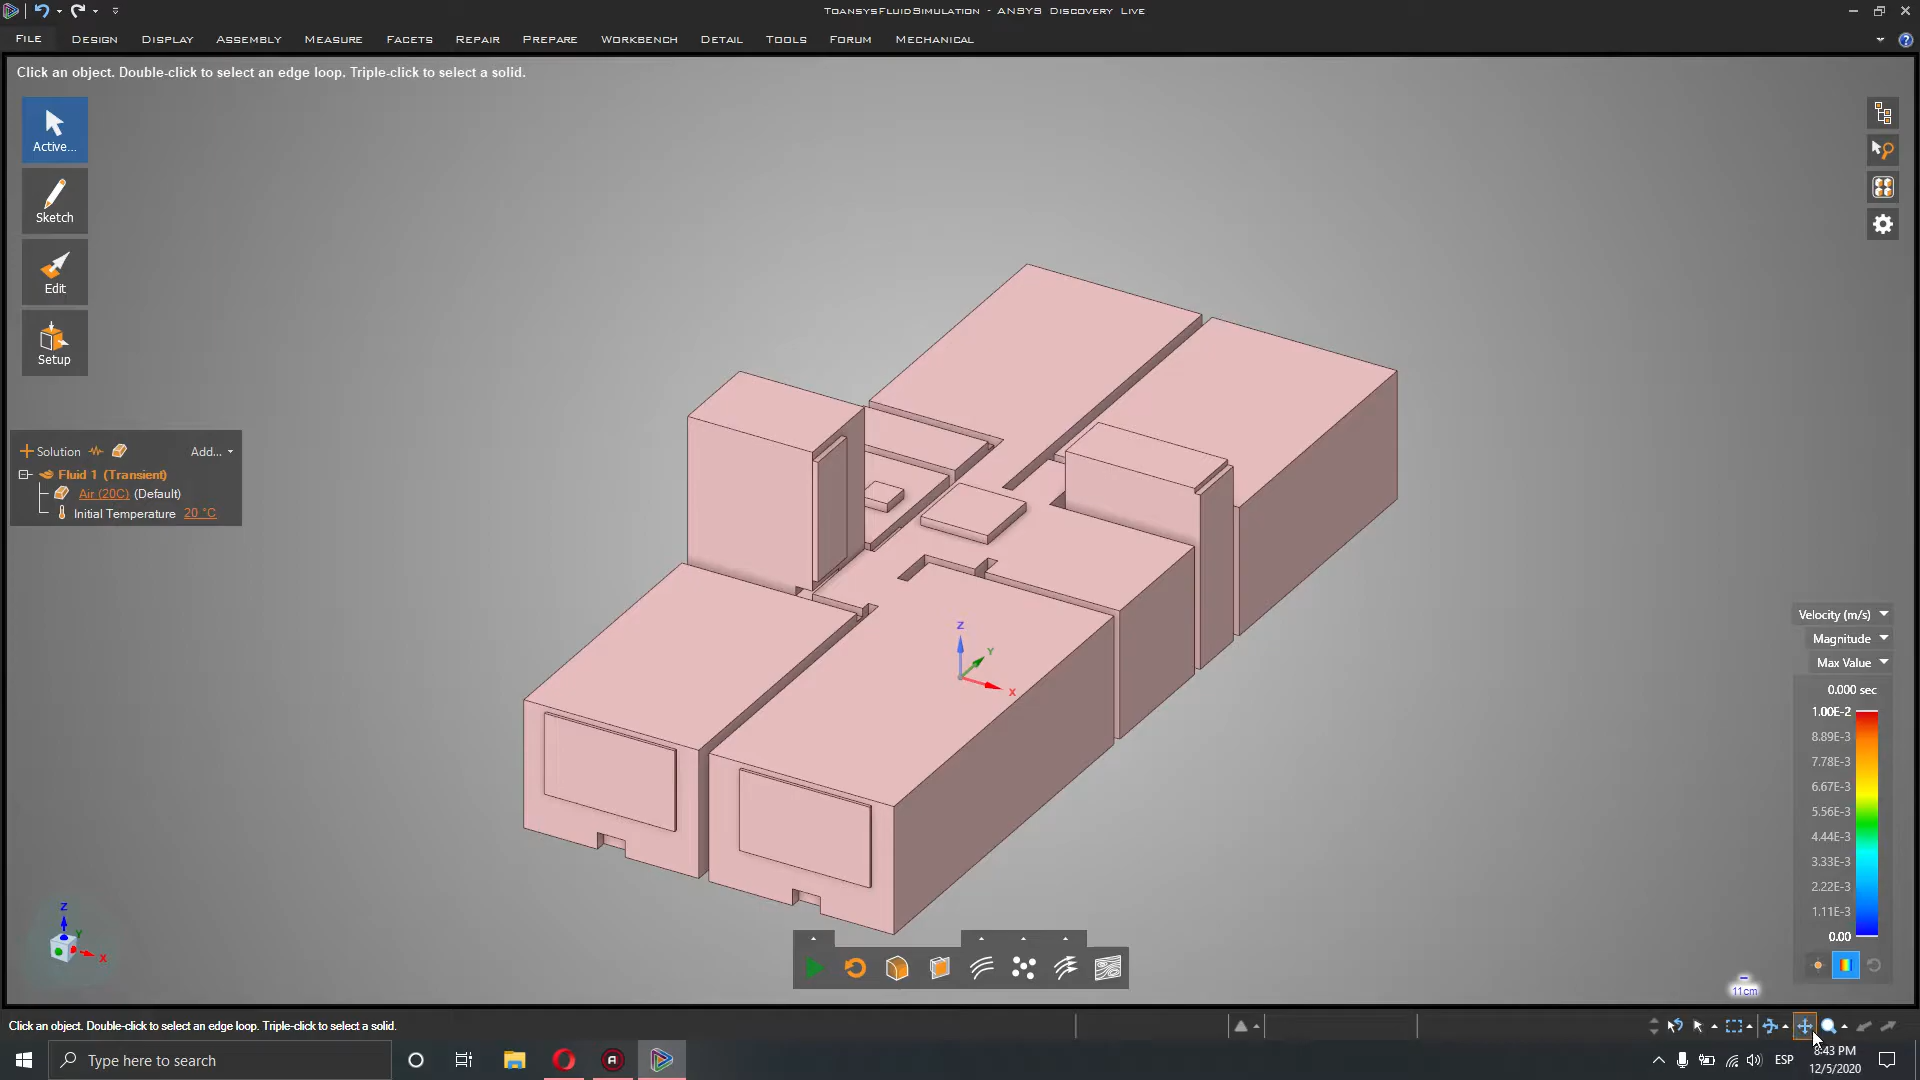 ToansysFluidSimulation - ANSYS Discovery Live
File Design Display Assembly Measure Facets Repair Prepare Workbench Detail Tools Forum Mechanical
Click an object. Double-click to select an edge loop. Triple-click to select a solid.
Active...
Sketch
Edit
Setup
Solution Add...
Fluid 1 (Transient)
Air (20C) (Default)
Initial Temperature 20 °C
Z
Y
X
Velocity (m/s)
Magnitude
Max Value
0.000 sec
1.00E-2
8.89E-3
7.78E-3
6.67E-3
5.56E-3
4.44E-3
3.33E-3
2.22E-3
1.11E-3
0.00
Z
Y
X
11cm
Click an object. Double-click to select an edge loop. Triple-click to select a solid.
Type here to search
ESP
8:43 PM
12/5/2020